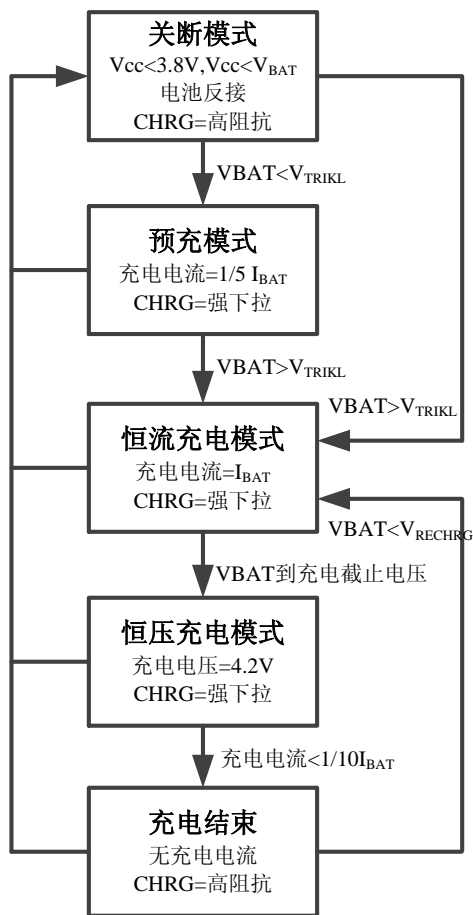 关断模式
Vcc<3.8V,Vcc<VBAT
电池反接
CHRG=高阻抗
VBAT<VTRIKL
预充模式
充电电流=1/5 IBAT
CHRG=强下拉
VBAT>VTRIKL
VBAT>VTRIKL
恒流充电模式
充电电流=IBAT
CHRG=强下拉
VBAT<VRECHRG
VBAT到充电截止电压
恒压充电模式
充电电压=4.2V
CHRG=强下拉
充电电流<1/10IBAT
充电结束
无充电电流
CHRG=高阻抗